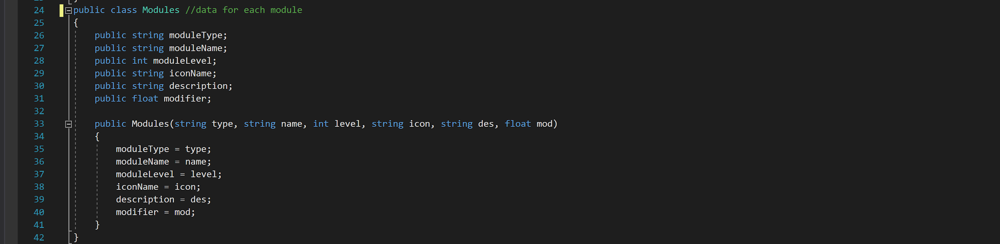 24 public class Modules //data for each module
25 {
26 public string moduleType;
27 public string moduleName;
28 public int moduleLevel;
29 public string iconName;
30 public string description;
31 public float modifier;
32
33 public Modules(string type, string name, int level, string icon, string des, float mod)
34 {
35 moduleType = type;
36 moduleName = name;
37 moduleLevel = level;
38 iconName = icon;
39 description = des;
40 modifier = mod;
41 }
42 }